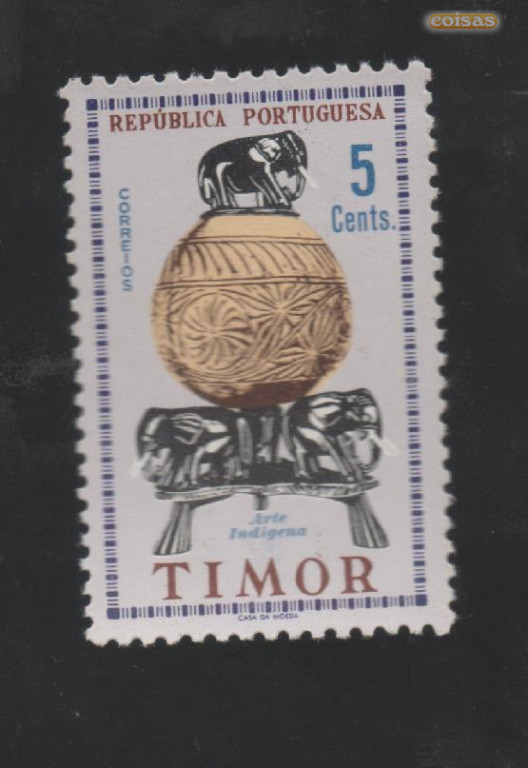 coisas
REPÚBLICA PORTUGUESA
5
Cents.
CORREIOS
Arte
Indígena
TIMOR
CASA DA MOEDA